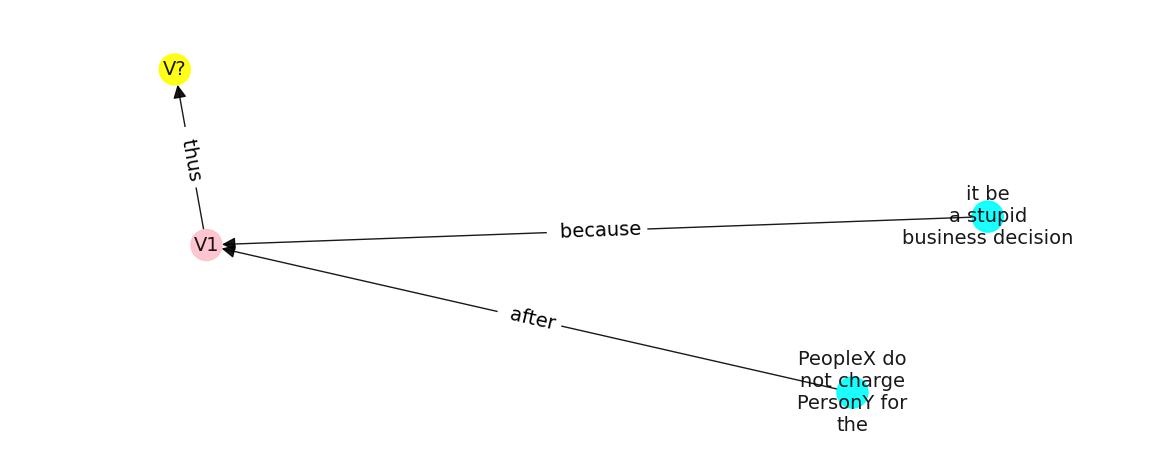 V?
thus
it be
a stupid
business decision
because
V1
after
PeopleX do
not charge
PersonY for
the